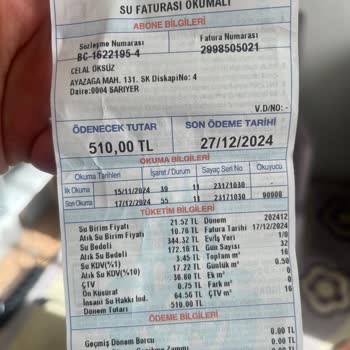 SU FATURASI OKUMALI
ABONE BİLGİLERİ
Sözleşme Numarası Fatura Numarası
BC-1622195-4 2998505021
CELAL ÖKSÜZ
AYAZAGA MAH. 131. SK DiskapiNo: 4
Daire:0004 SARIYER
V.D/NO: -
ÖDENECEK TUTAR SON ÖDEME TARİHİ
510,00 TL 27/12/2024
OKUMA BİLGİLERİ
Okuma Tarihleri İşaret / Durum Sayaç Seri No Okuyucu
İlk Okuma 15/11/2024 39 11 23171030 -
Son Okuma 17/12/2024 55 11 23171030 90908
TÜKETİM BİLGİLERİ
Su Birim Fiyatı 21.52 TL Dönem 202412
Atık Su Birim Fiyatı 10.76 TL Fatura Tarihi 17/12/2024
Su Bedeli 344.32 TL Ev/İş Yeri 1/0
Atık Su Bedeli 172.16 TL Gün Sayısı 32
Su KDV(%1) 3.45 TL Toplam m³ 16
Atık Su KDV(%10) 17.22 TL Günlük m³ 0.50
ÇTV 36.80 TL Ek m³ 0
Ön Küsürat 0.75 TL Fark m³ 0
İnsani Su Hakkı İnd. 64.56 TL ÇTV m³ 16
Dönem Tutarı 510.00 TL
ÖDEME BİLGİLERİ
Geçmiş Dönem Borcu 0.00 TL
0.00 TL